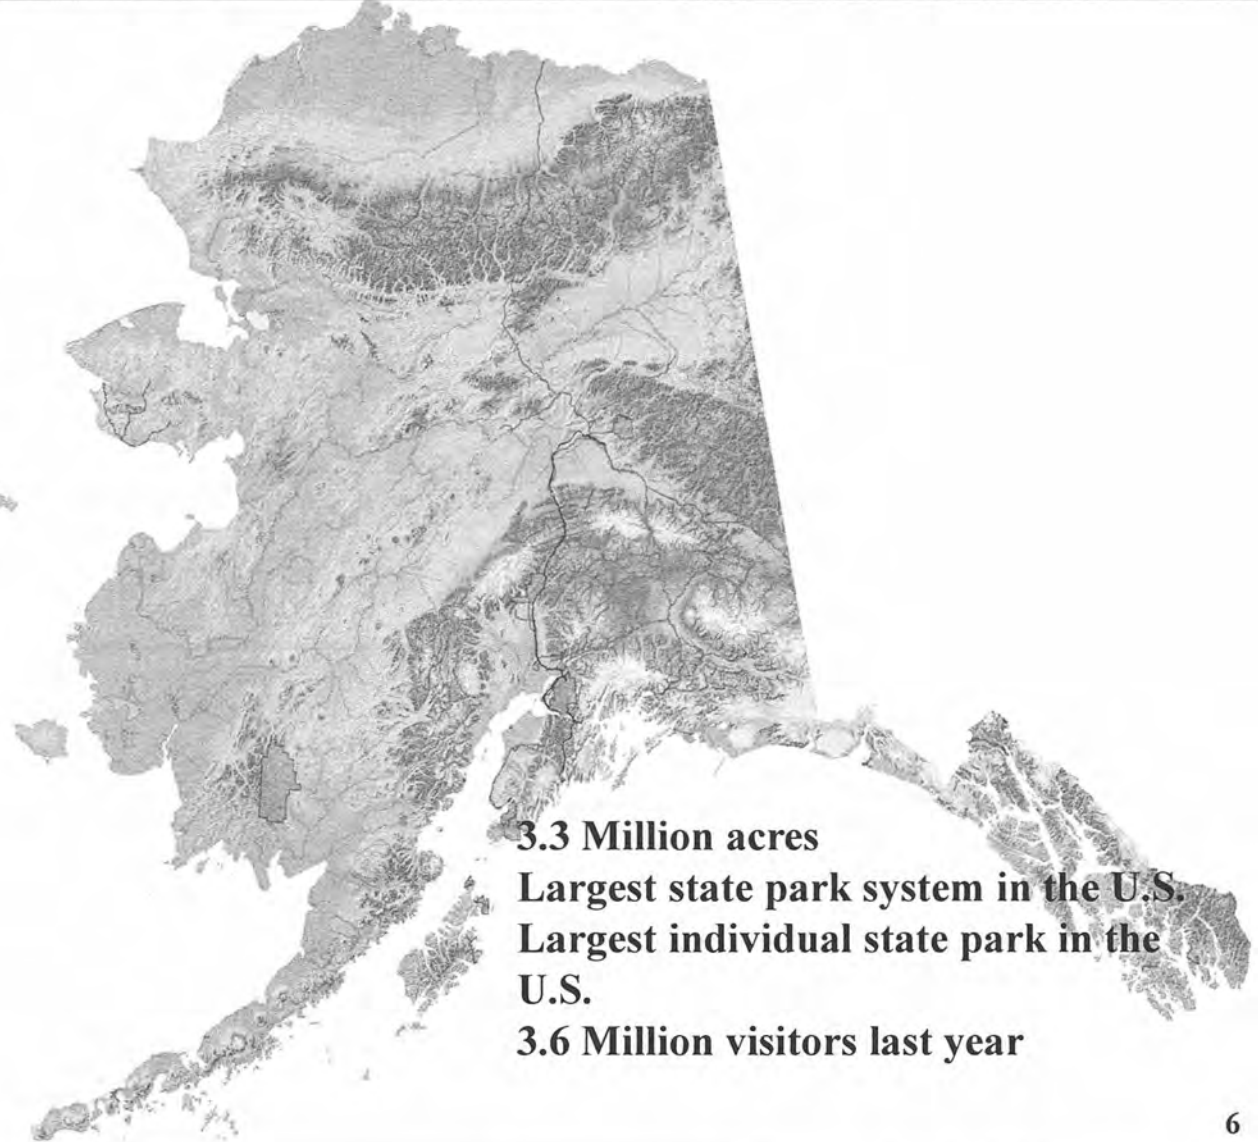 3.3 Million acres
Largest state park system in the U.S.
Largest individual state park in the
U.S.
3.6 Million visitors last year
6